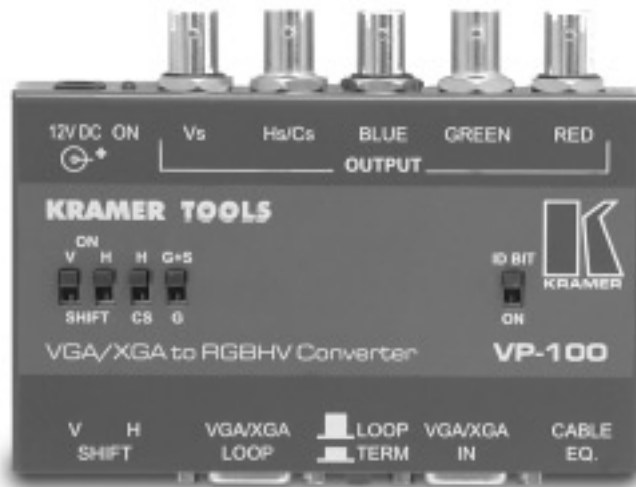 12V DC ON Vs Hs/Cs BLUE GREEN RED
+
OUTPUT
KRAMER TOOLS
ON
V H H G+S ID BIT
KRAMER
SHIFT CS G ON
VGA/XGA to RGBHV Converter VP-100
V H VGA/XGA LOOP VGA/XGA CABLE
SHIFT LOOP TERM IN EQ.